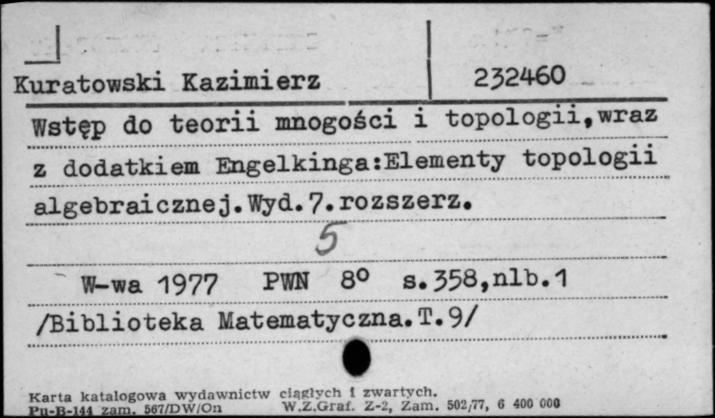 Kuratowski Kazimierz 232460
Wstęp do teorii mnogości i topologii,wraz
z dodatkiem Engelkinga:Elementy topologii
algebraicznej.Wyd.7.rozszerz.
5
W-wa 1977 PWN 8º s.358,nlb.1
/Biblioteka Matematyczna.T.9/
Karta katalogowa wydawnictw ciągłych i zwartych.
Pu-B-144 zam. 567/DW/On W.Z.Graf. Z-2, Zam. 502/77, 6 400 000